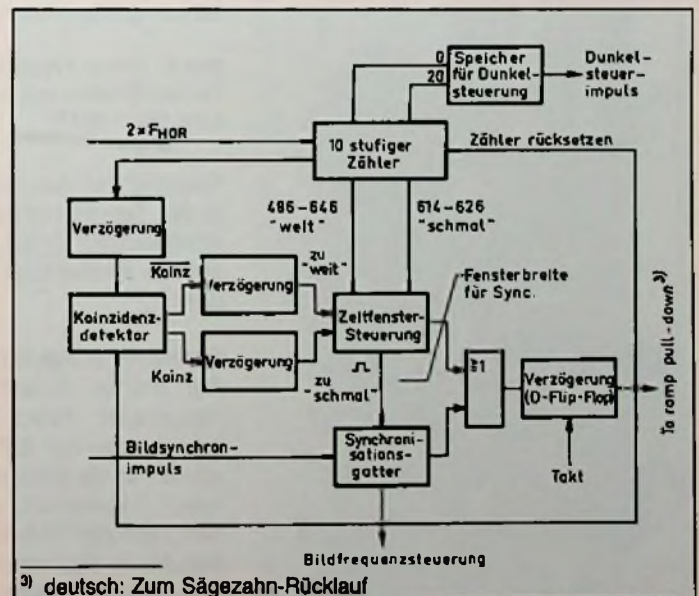 0
20
Speicher
für Dunkel-
steuerung
Dunkel-
steuer-
impuls
2×FHOR
10 stufiger
Zähler
Zähler rücksetzen
Verzögerung
486–646
"weit"
614–626
"schmal"
Koinz
Verzögerung
zu
"weit"
Fensterbreite
für Sync.
Koinzidenz-
detektor
Zeitfenster-
Steuerung
Koinz
Verzögerung
zu
"schmal"
≧1
Verzögerung
(D-Flip-Flop)
To ramp pull-down³⁾
Bildsynchron-
impuls
Synchroni-
sations-
gatter
Takt
Bildfrequenzsteuerung
³⁾ deutsch: Zum Sägezahn-Rücklauf